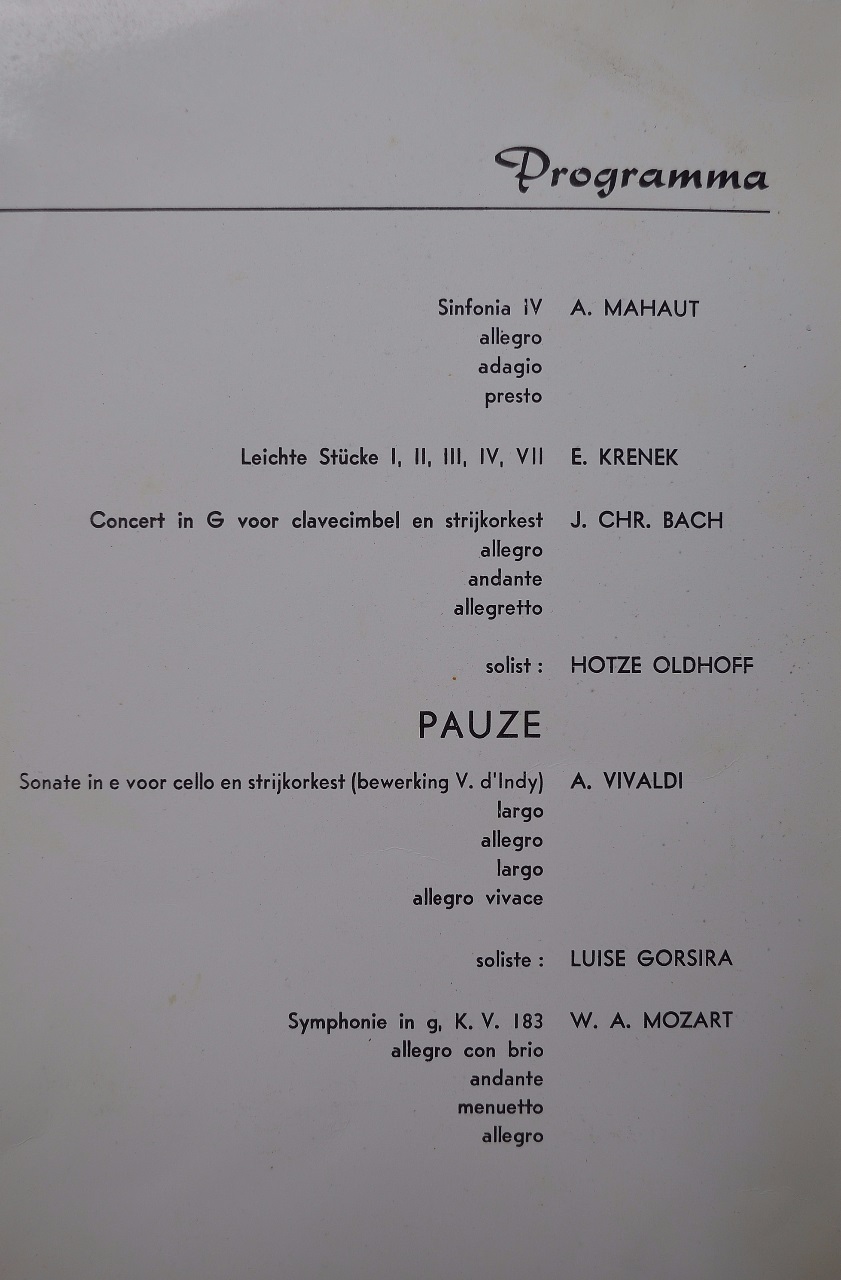 Programma
Sinfonia IV A. MAHAUT
allegro
adagio
presto
Leichte Stücke I, II, III, IV, VII E. KRENEK
Concert in G voor clavecimbel en strijkorkest J. CHR. BACH
allegro
andante
allegretto
solist : HOTZE OLDHOFF
PAUZE
Sonate in e voor cello en strijkorkest (bewerking V. d'Indy) A. VIVALDI
largo
allegro
largo
allegro vivace
soliste : LUISE GORSIRA
Symphonie in g, K. V. 183 W. A. MOZART
allegro con brio
andante
menuetto
allegro